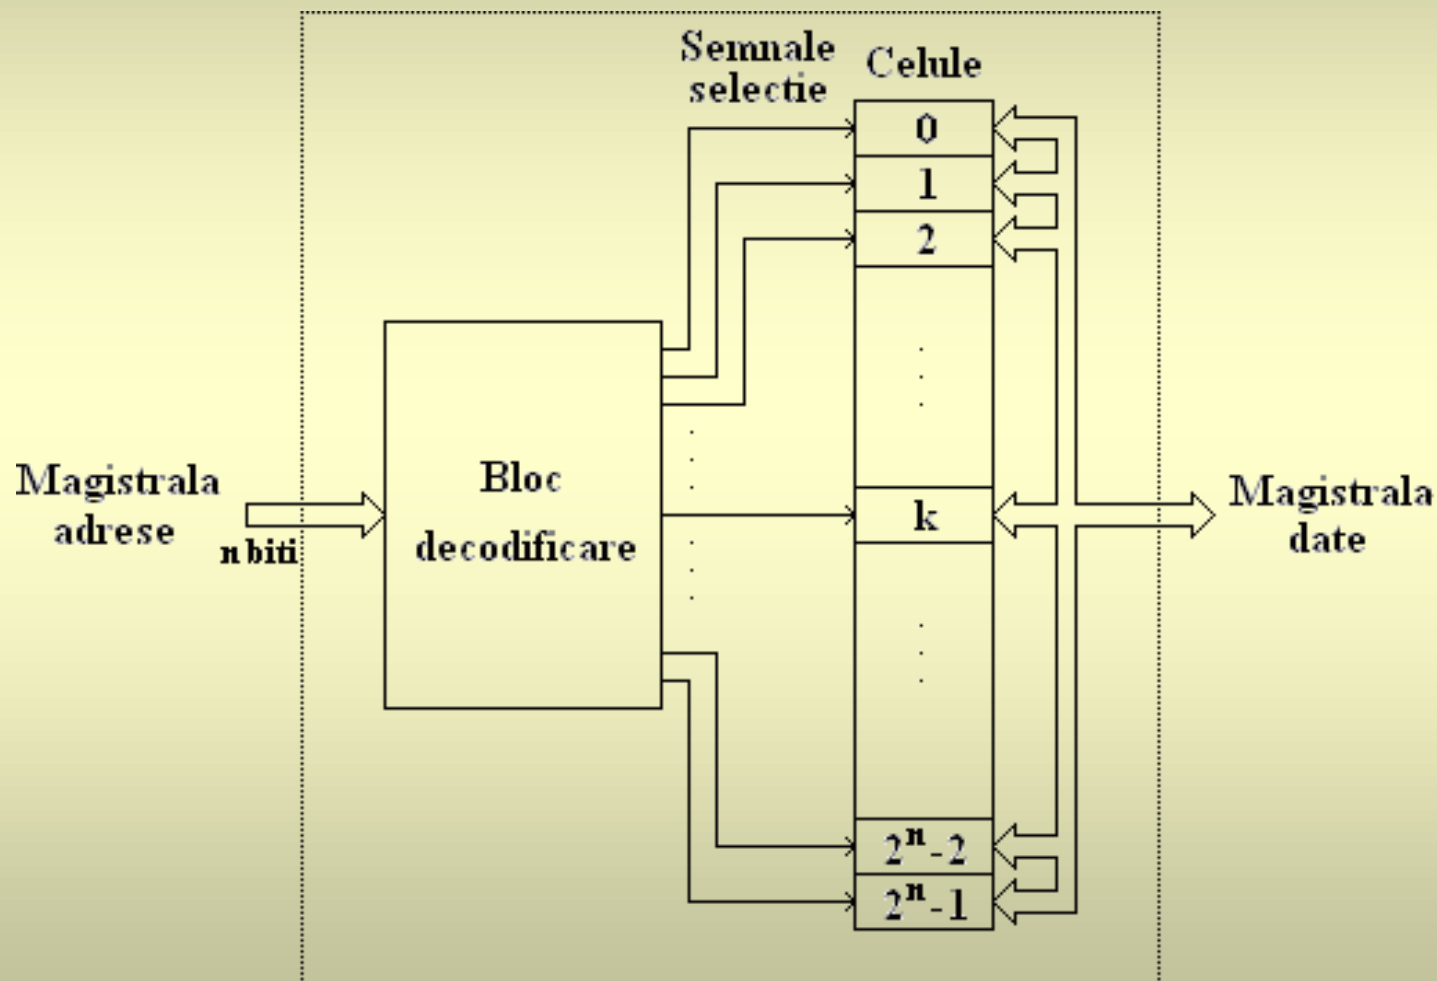 Semnale
selectie
Celule
0
1
2
Magistrala
adrese
n biti
Bloc
decodificare
k
Magistrala
date
2ⁿ-2
2ⁿ-1